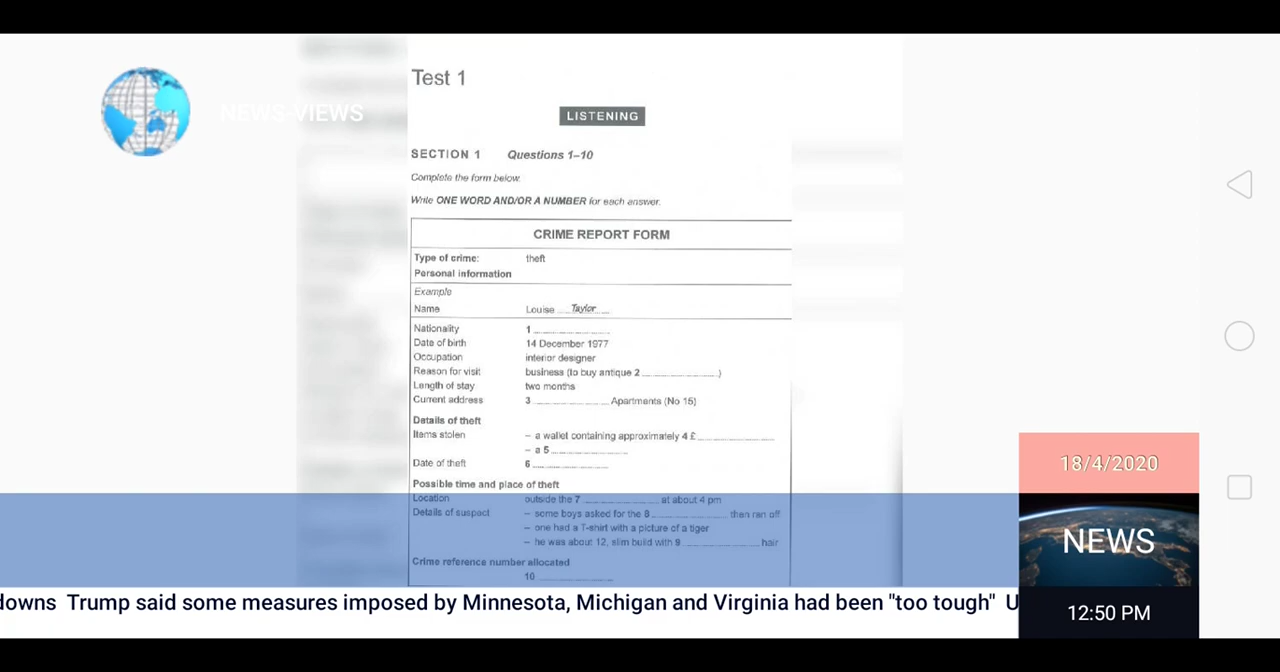 NEWS-VIEWS
Test 1
LISTENING
SECTION 1 Questions 1–10
Complete the form below.
Write ONE WORD AND/OR A NUMBER for each answer.
CRIME REPORT FORM
Type of crime: theft
Personal information
Example
Name Louise Taylor
Nationality 1
Date of birth 14 December 1977
Occupation interior designer
Reason for visit business (to buy antique 2 )
Length of stay two months
Current address 3 Apartments (No 15)
Details of theft
Items stolen – a wallet containing approximately 4 £
– a 5
Date of theft 6
Possible time and place of theft
Location outside the 7 at about 4 pm
Details of suspect – some boys asked for the 8 then ran off
– one had a T-shirt with a picture of a tiger
– he was about 12, slim build with 9 hair
Crime reference number allocated
10
18/4/2020
NEWS
12:50 PM
downs Trump said some measures imposed by Minnesota, Michigan and Virginia had been "too tough" U